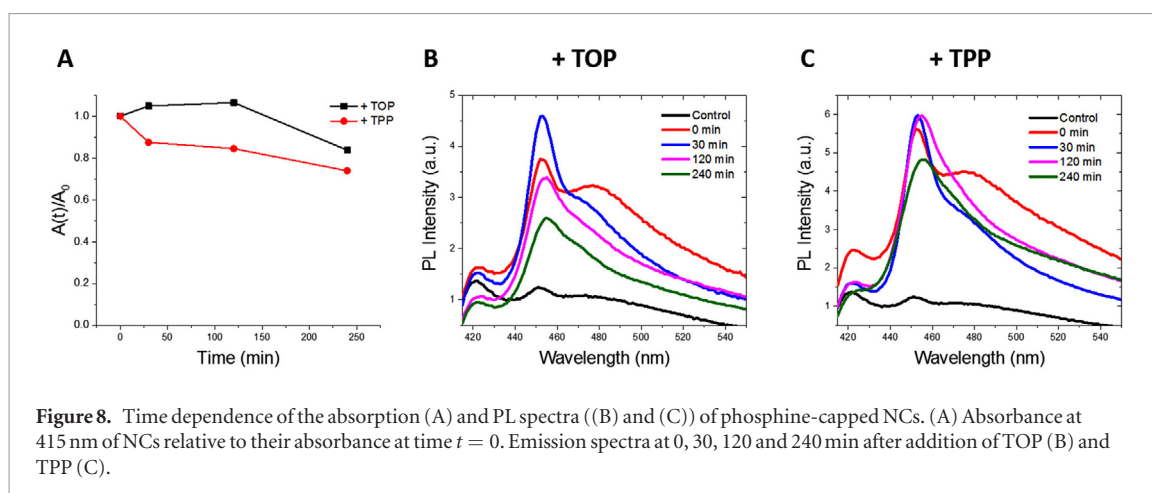 A
B
+ TOP
C
+ TPP
1.0
0.8
0.6
0.4
0.2
0.0
A(t)/A0
0 50 100 150 200 250
Time (min)
+ TOP
+ TPP
5
4
3
2
1
PL Intensity (a.u.)
420 440 460 480 500 520 540
Wavelength (nm)
Control
0 min
30 min
120 min
240 min
6
5
4
3
2
1
PL Intensity (a.u.)
420 440 460 480 500 520 540
Wavelength (nm)
Control
0 min
30 min
120 min
240 min
Figure 8. Time dependence of the absorption (A) and PL spectra ((B) and (C)) of phosphine-capped NCs. (A) Absorbance at
415 nm of NCs relative to their absorbance at time t = 0. Emission spectra at 0, 30, 120 and 240 min after addition of TOP (B) and
TPP (C).